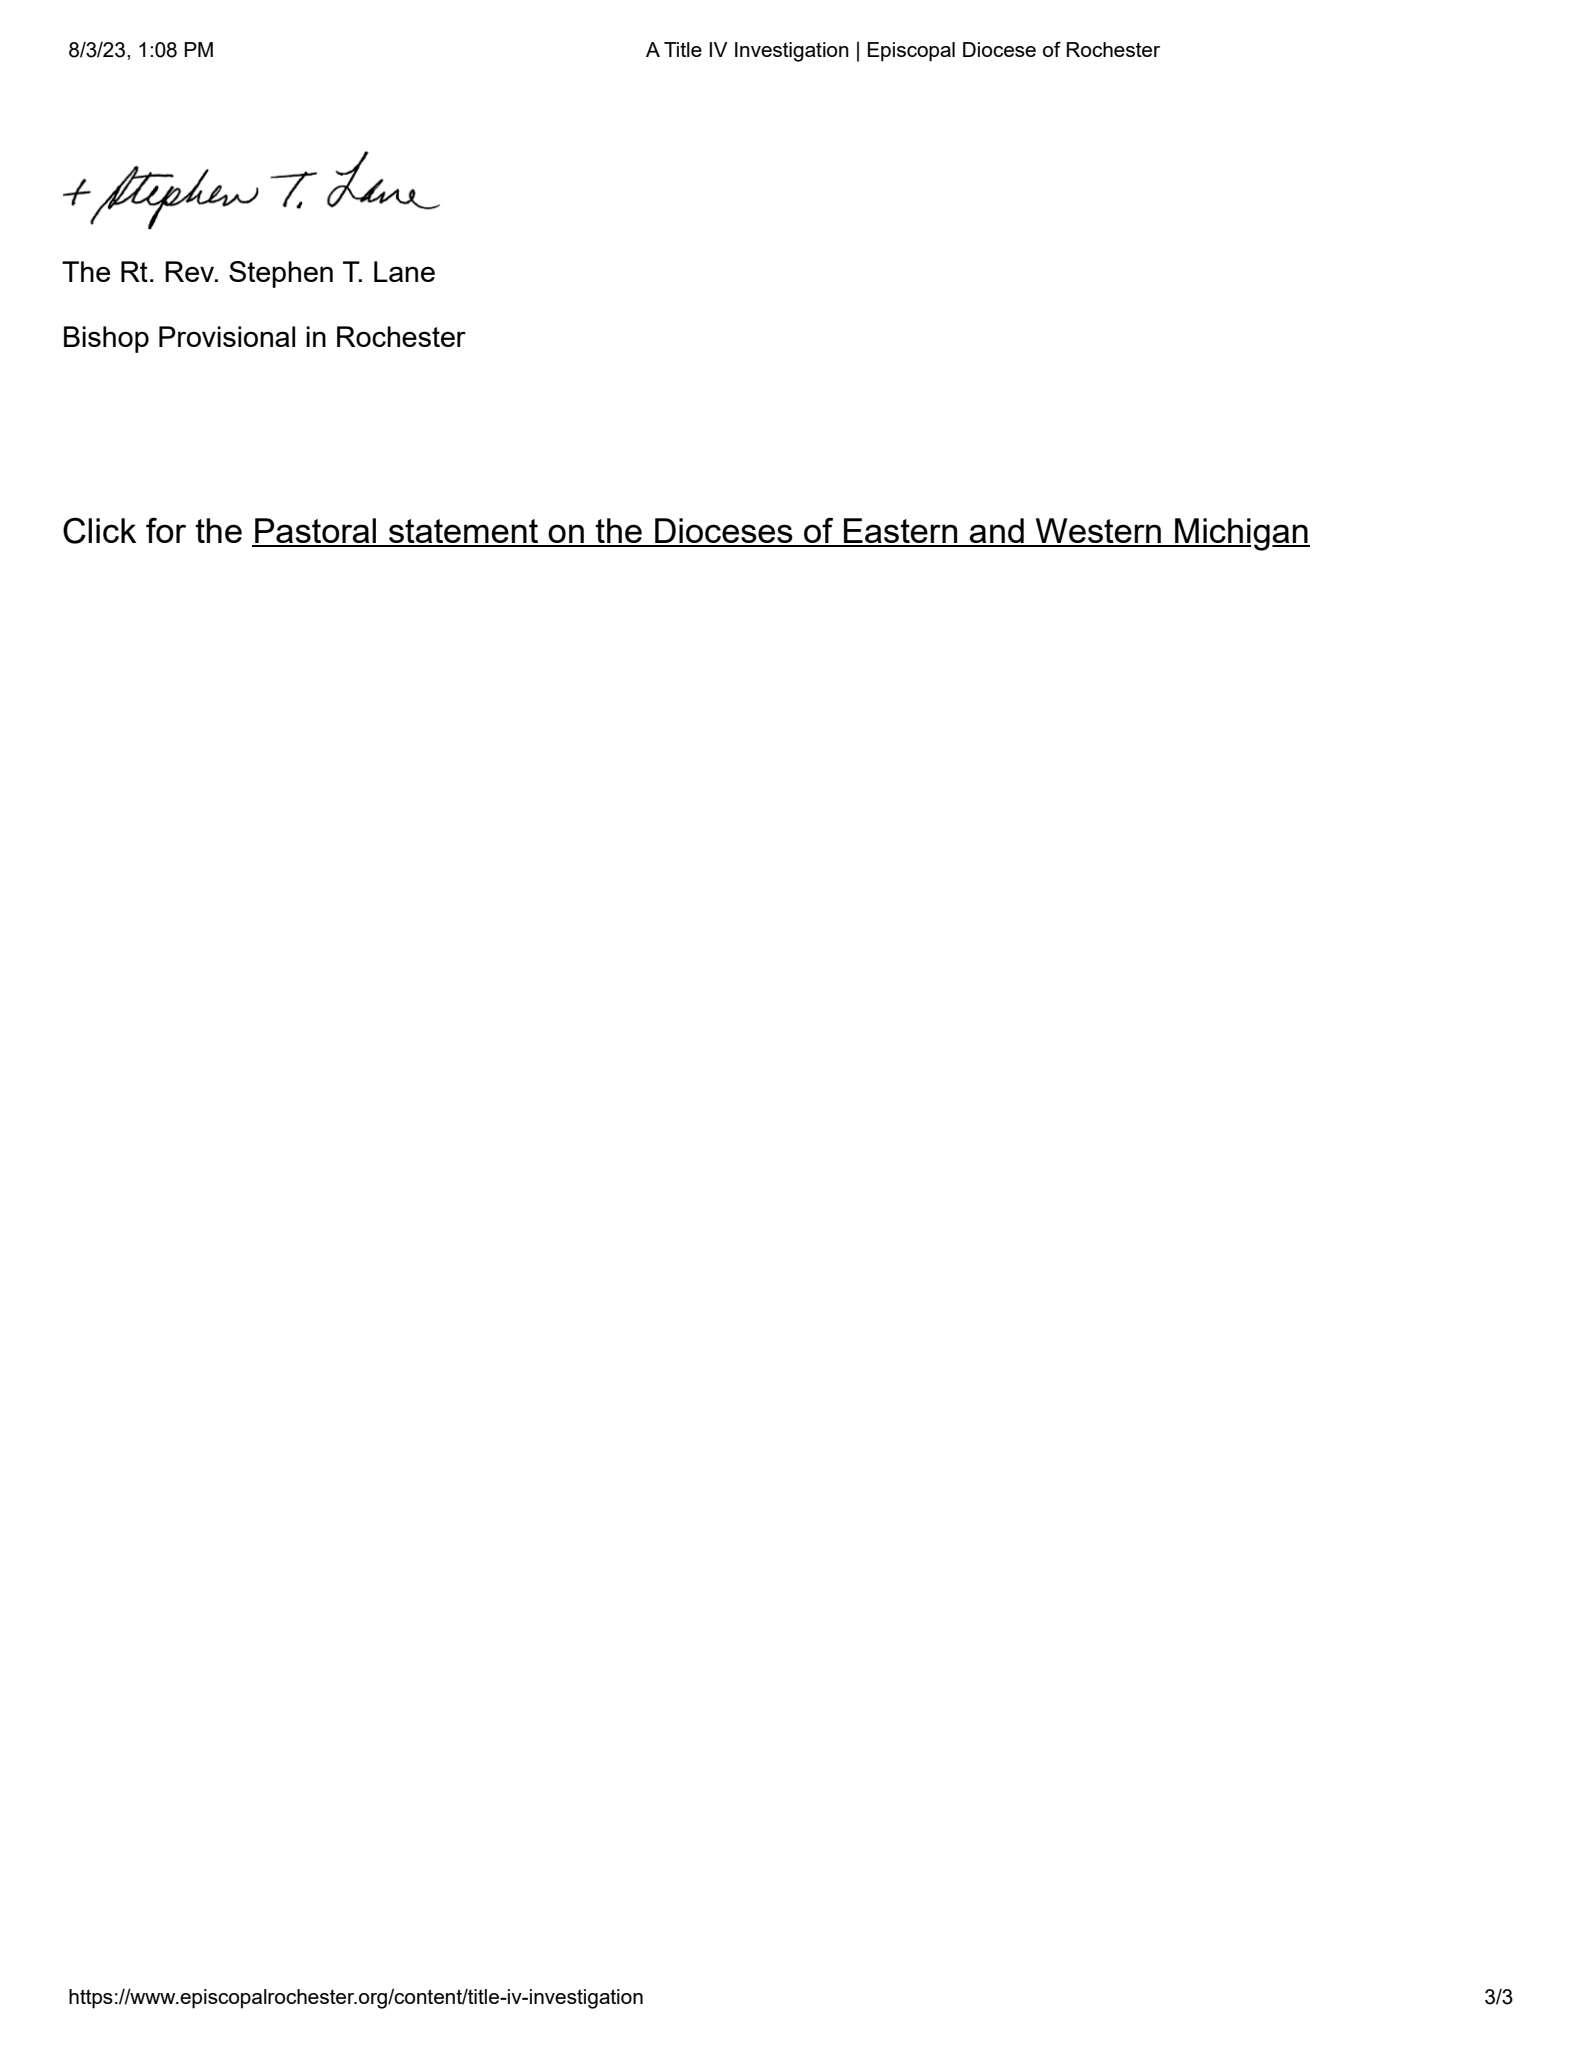 8/3/23, 1:08 PM A Title IV Investigation | Episcopal Diocese of Rochester
+ Stephen T. Lane
The Rt. Rev. Stephen T. Lane
Bishop Provisional in Rochester
Click for the Pastoral statement on the Dioceses of Eastern and Western Michigan
https://www.episcopalrochester.org/content/title-iv-investigation 3/3